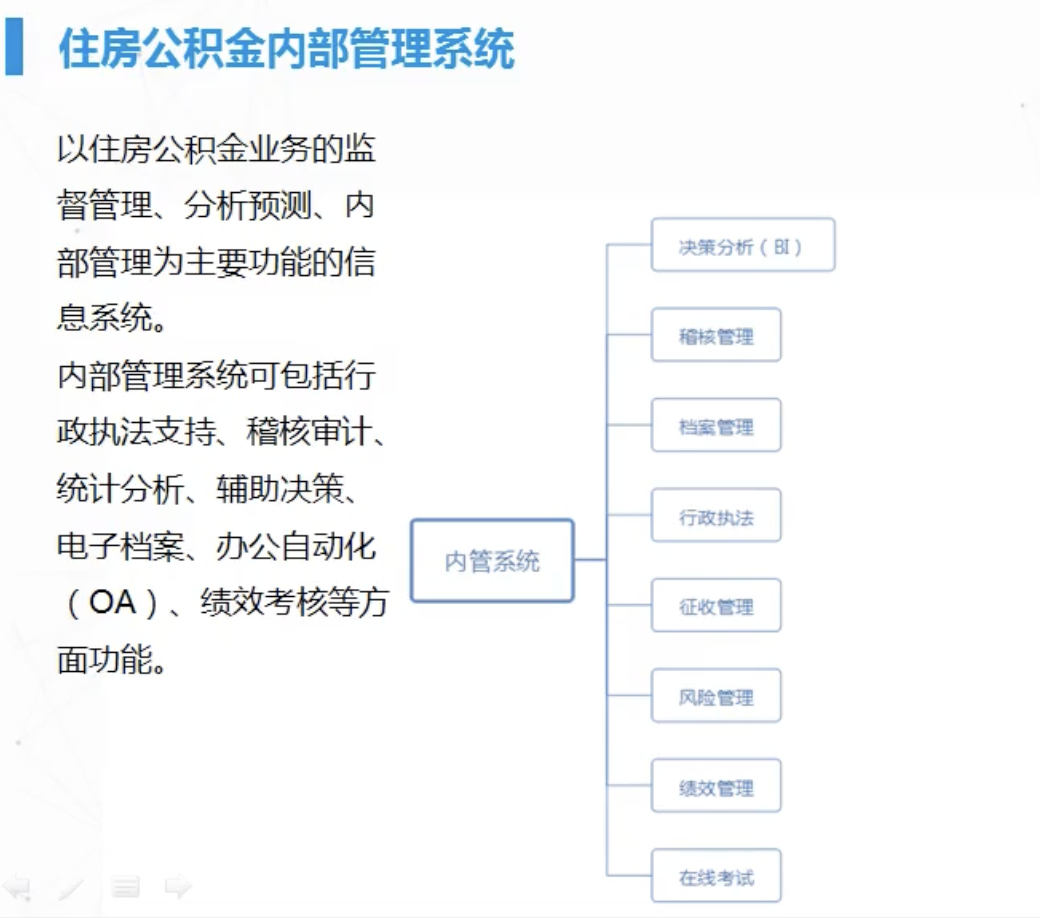 住房公积金内部管理系统
以住房公积金业务的监
督管理、分析预测、内
部管理为主要功能的信
息系统。
内部管理系统可包括行
政执法支持、稽核审计、
统计分析、辅助决策、
电子档案、办公自动化
（OA）、绩效考核等方
面功能。
内管系统
决策分析（BI）
稽核管理
档案管理
行政执法
征收管理
风险管理
绩效管理
在线考试